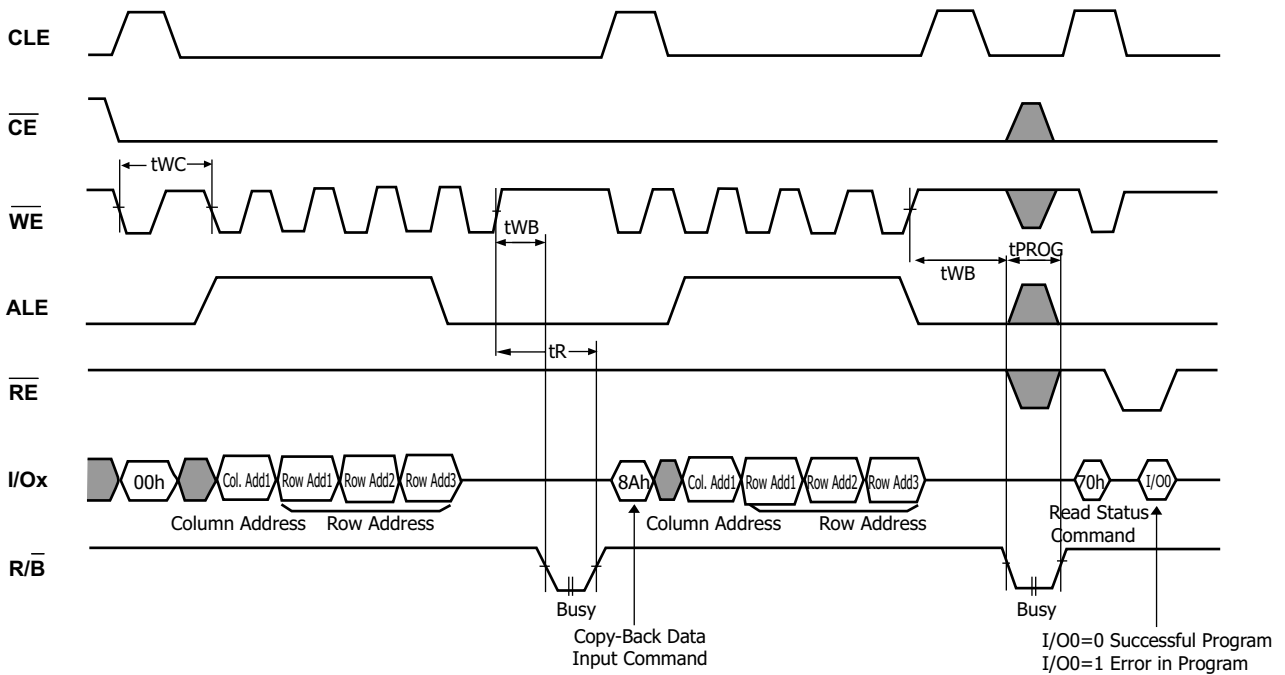 CLE
CE
tWC
WE
tWB
tWB
tPROG
ALE
tR
RE
I/Ox
00h
Col. Add1
Row Add1
Row Add2
Row Add3
8Ah
Col. Add1
Row Add1
Row Add2
Row Add3
70h
I/O0
Column Address
Row Address
Column Address
Row Address
Read Status
Command
R/B
Busy
Busy
Copy-Back Data
Input Command
I/O0=0 Successful Program
I/O0=1 Error in Program